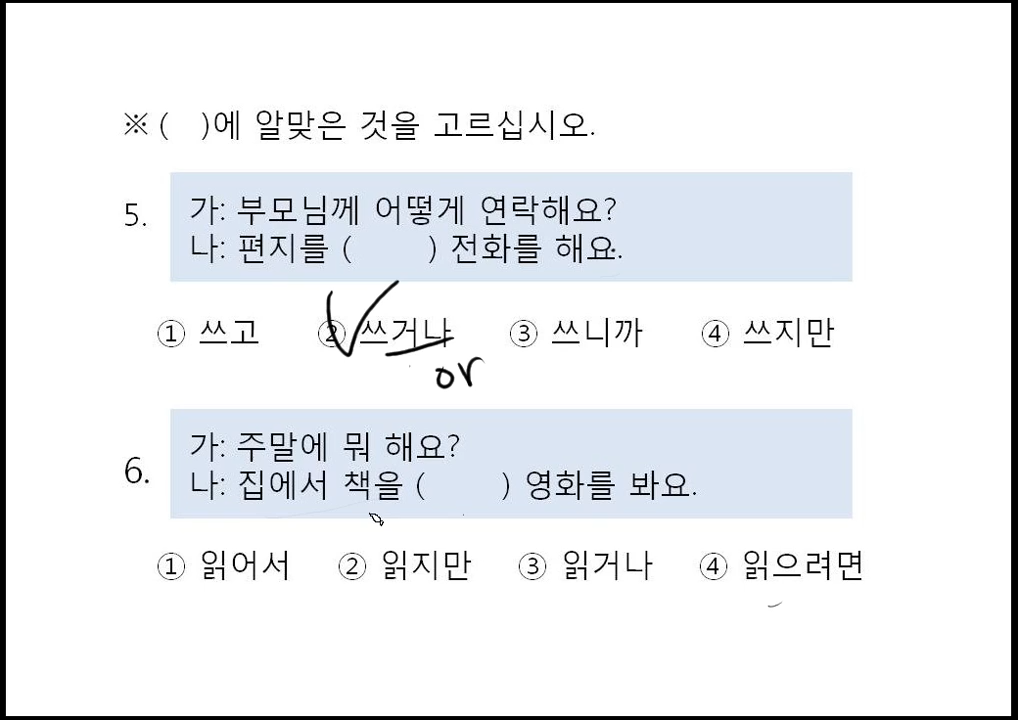 ※ (   )에 알맞은 것을 고르십시오.
5.
가: 부모님께 어떻게 연락해요?
나: 편지를 (   ) 전화를 해요.
① 쓰고 ② 쓰거나 ③ 쓰니까 ④ 쓰지만
or
6.
가: 주말에 뭐 해요?
나: 집에서 책을 (   ) 영화를 봐요.
① 읽어서 ② 읽지만 ③ 읽거나 ④ 읽으려면